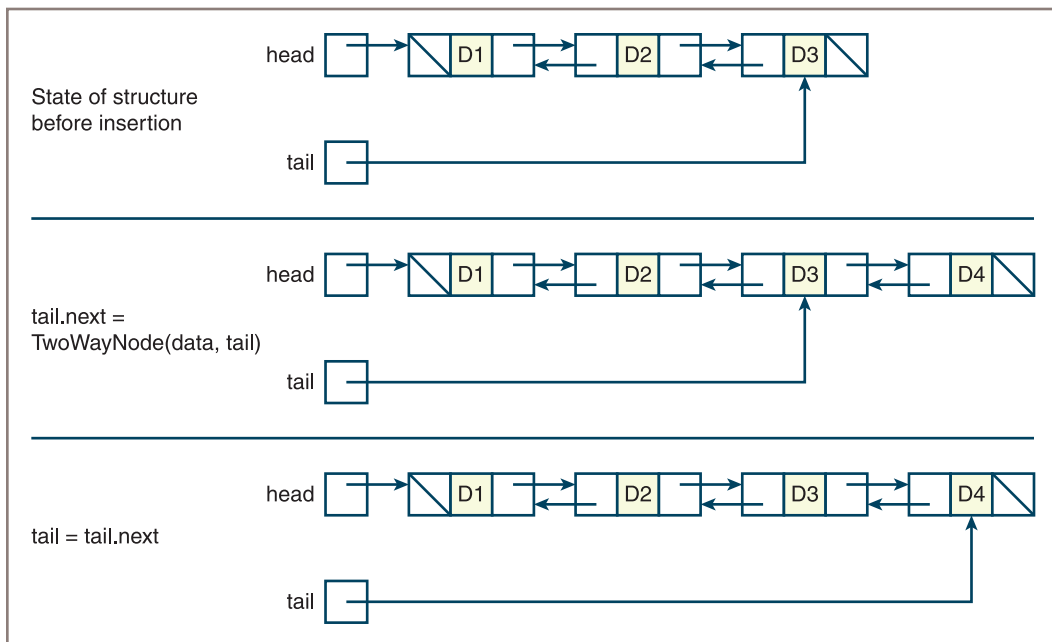 head
D1
D2
D3
State of structure
before insertion
tail
head
D1
D2
D3
D4
tail.next =
TwoWayNode(data, tail)
tail
head
D1
D2
D3
D4
tail = tail.next
tail